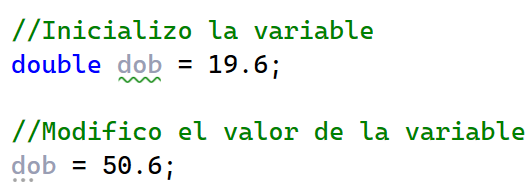 //Inicializo la variable
double dob = 19.6;
//Modifico el valor de la variable
dob = 50.6;